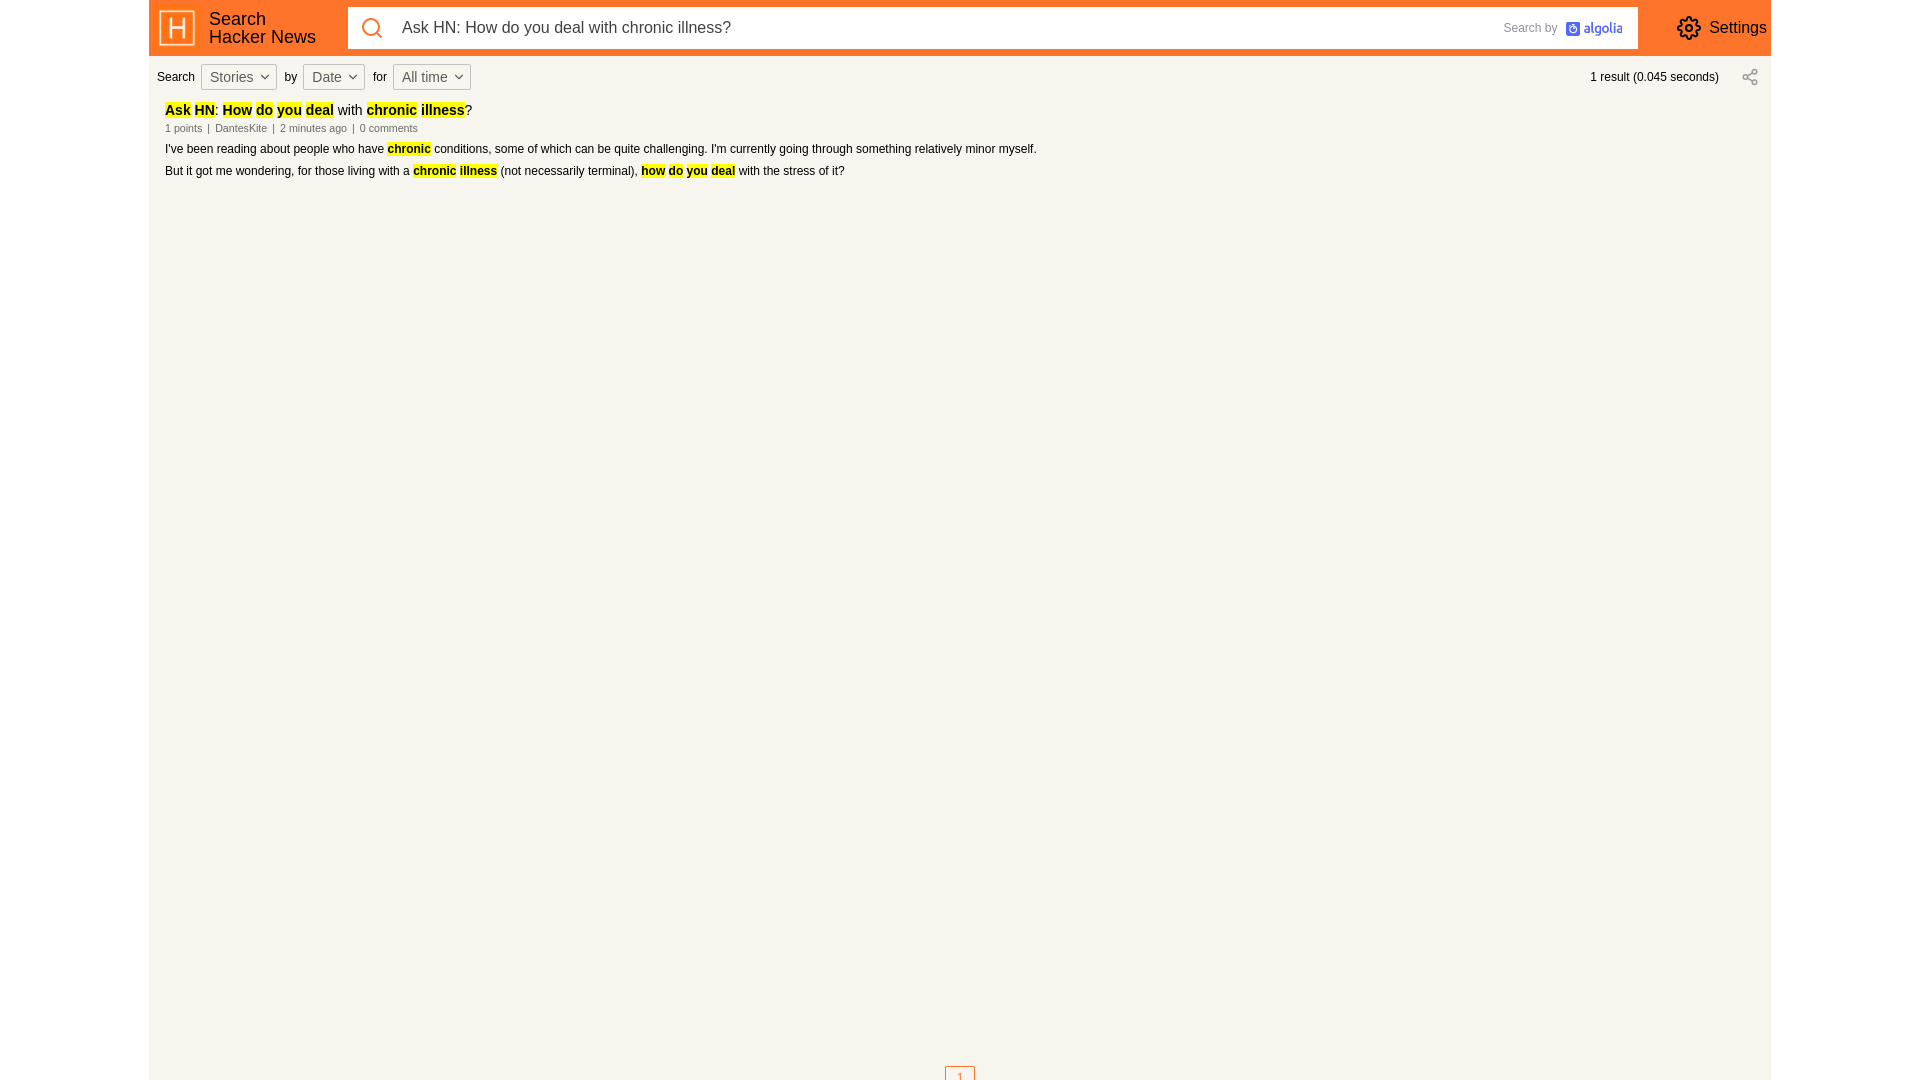 H
Search
Hacker News
Ask HN: How do you deal with chronic illness?
Search by algolia
Settings
Search Stories by Date for All time
1 result (0.045 seconds)
Ask HN: How do you deal with chronic illness?
1 points | DantesKite | 2 minutes ago | 0 comments
I've been reading about people who have chronic conditions, some of which can be quite challenging. I'm currently going through something relatively minor myself.
But it got me wondering, for those living with a chronic illness (not necessarily terminal), how do you deal with the stress of it?
1